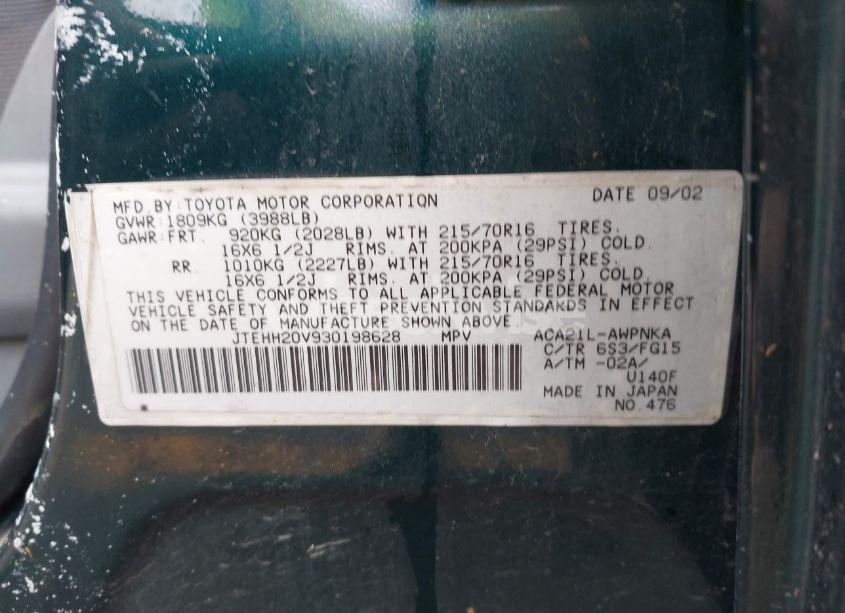 MFD. BY: TOYOTA MOTOR CORPORATION DATE 09/02
GVWR: 1809KG (3988LB)
GAWR: FRT. 920KG (2028LB) WITH 215/70R16 TIRES.
16X6 1/2J RIMS. AT 200KPA (29PSI) COLD.
RR. 1010KG (2227LB) WITH 215/70R16 TIRES.
16X6 1/2J RIMS. AT 200KPA (29PSI) COLD.
THIS VEHICLE CONFORMS TO ALL APPLICABLE FEDERAL MOTOR
VEHICLE SAFETY AND THEFT PREVENTION STANDARDS IN EFFECT
ON THE DATE OF MANUFACTURE SHOWN ABOVE.
JTEHH20V930198628 MPV ACA21L-AWPNKA
C/TR 6S3/FG15
A/TM -02A/
U140F
MADE IN JAPAN
NO. 476